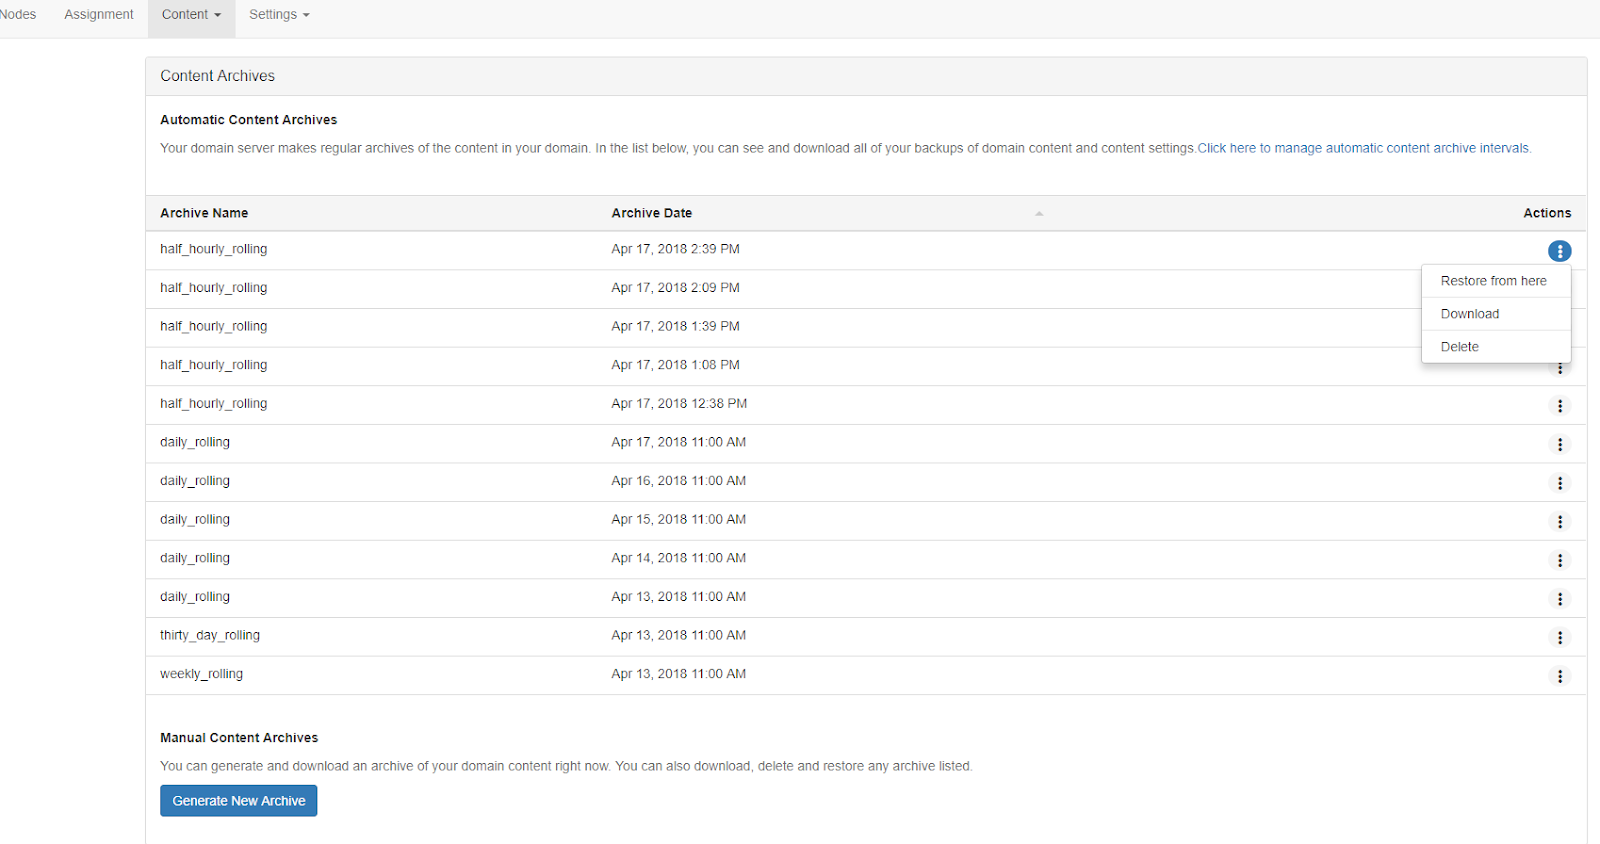 Nodes Assignment Content Settings
Content Archives
Automatic Content Archives
Your domain server makes regular archives of the content in your domain. In the list below, you can see and download all of your backups of domain content and content settings.Click here to manage automatic content archive intervals.
Archive Name Archive Date Actions
half_hourly_rolling Apr 17, 2018 2:39 PM
Restore from here
half_hourly_rolling Apr 17, 2018 2:09 PM
Download
half_hourly_rolling Apr 17, 2018 1:39 PM
Delete
half_hourly_rolling Apr 17, 2018 1:08 PM
half_hourly_rolling Apr 17, 2018 12:38 PM
daily_rolling Apr 17, 2018 11:00 AM
daily_rolling Apr 16, 2018 11:00 AM
daily_rolling Apr 15, 2018 11:00 AM
daily_rolling Apr 14, 2018 11:00 AM
daily_rolling Apr 13, 2018 11:00 AM
thirty_day_rolling Apr 13, 2018 11:00 AM
weekly_rolling Apr 13, 2018 11:00 AM
Manual Content Archives
You can generate and download an archive of your domain content right now. You can also download, delete and restore any archive listed.
Generate New Archive